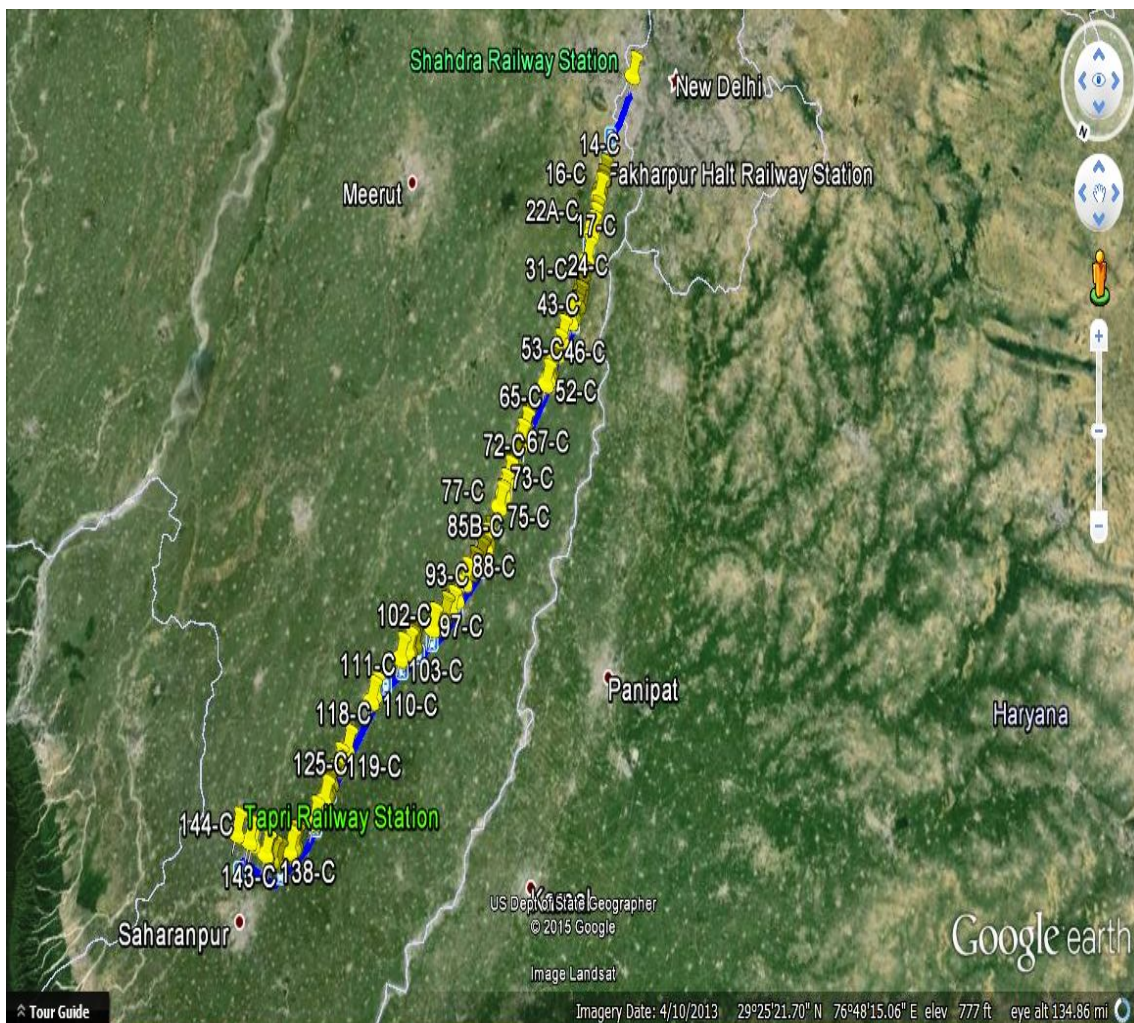 Shahdra Railway Station
New Delhi
N
14-C
16-C
Fakharpur Halt Railway Station
Meerut
22A-C
17-C
31-C
24-C
43-C
53-C
46-C
65-C
52-C
72-C
67-C
77-C
73-C
85B-C
75-C
93-C
88-C
102-C
97-C
111-C
103-C
Panipat
118-C
110-C
Haryana
125-C
119-C
144-C
Tapri Railway Station
143-C
138-C
Karnal
US Dept of State Geographer
© 2015 Google
Saharanpur
Google earth
Image Landsat
Tour Guide
Imagery Date: 4/10/2013 29°25'21.70" N 76°48'15.06" E elev 777 ft eye alt 134.86 mi